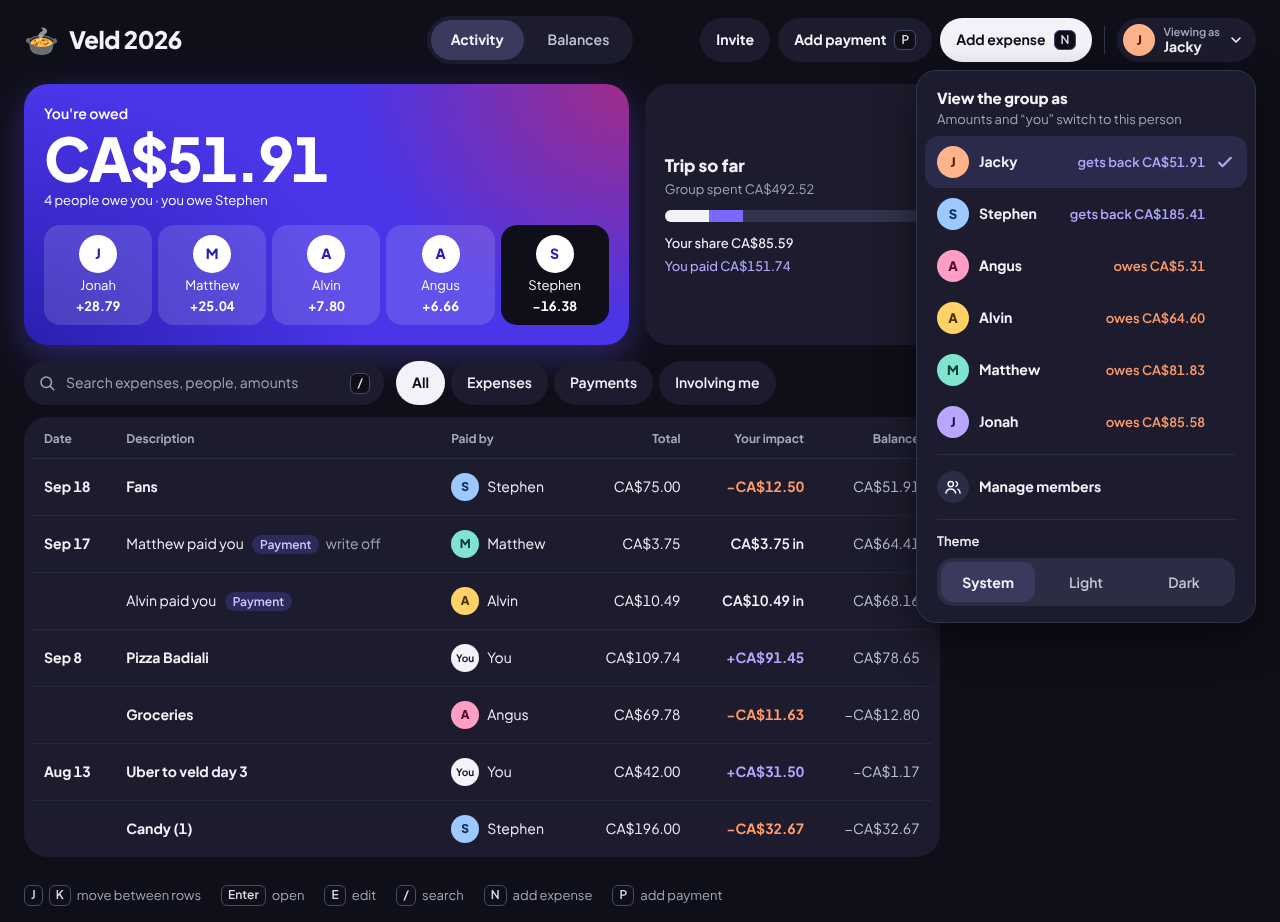 🍲 Veld 2026
Activity Balances
Invite Add payment P Add expense N
J Viewing as Jacky
You're owed
CA$51.91
4 people owe you · you owe Stephen
J M A A S
Jonah Matthew Alvin Angus Stephen
+28.79 +25.04 +7.80 +6.66 −16.38
Trip so far
Group spent CA$492.52
Your share CA$85.59
You paid CA$151.74
View the group as
Amounts and “you” switch to this person
J Jacky gets back CA$51.91
S Stephen gets back CA$185.41
A Angus owes CA$5.31
A Alvin owes CA$64.60
M Matthew owes CA$81.83
J Jonah owes CA$85.58
Manage members
Theme
System Light Dark
Search expenses, people, amounts /
All Expenses Payments Involving me
Date Description Paid by Total Your impact Balance
Sep 18 Fans S Stephen CA$75.00 −CA$12.50 CA$51.91
Sep 17 Matthew paid you Payment write off M Matthew CA$3.75 CA$3.75 in CA$64.41
Alvin paid you Payment A Alvin CA$10.49 CA$10.49 in CA$68.16
Sep 8 Pizza Badiali You You CA$109.74 +CA$91.45 CA$78.65
Groceries A Angus CA$69.78 −CA$11.63 −CA$12.80
Aug 13 Uber to veld day 3 You You CA$42.00 +CA$31.50 −CA$1.17
Candy (1) S Stephen CA$196.00 −CA$32.67 −CA$32.67
J K move between rows Enter open E edit / search N add expense P add payment